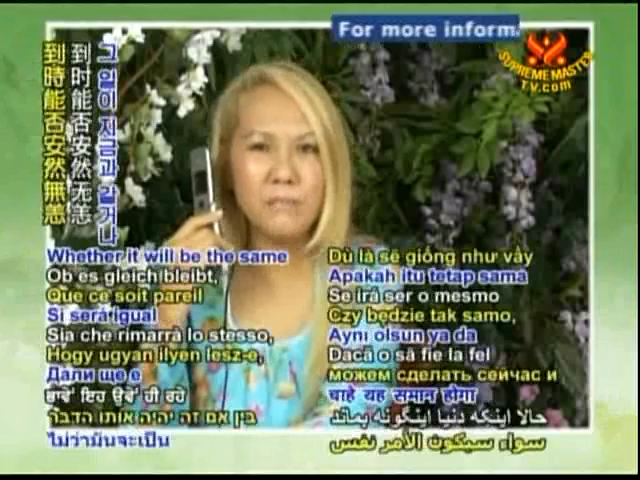 For more inform
SUPREME MASTER
T.V.com
到時能否安然無恙
到时能否安然无恙
그 일이 지금과 같거나
Whether it will be the same
Ob es gleich bleibt,
Que ce soit pareil
Si será igual
Sia che rimarrà lo stesso,
Hogy ugyan ilyen lesz-e,
Дали ще е
ਭਾਵੇਂ ਇਹ ਉਵੇਂ ਹੀ ਰਹੇ
בין אם זה יהיה אותו הדבר
ไม่ว่ามันจะเป็น
Dù là sẽ giống như vầy
Apakah itu tetap sama
Se irá ser o mesmo
Czy będzie tak samo,
Aynı olsun ya da
Dacă o să fie la fel
можем сделать сейчас и
चाहे यह समान होगा
حالا اینکه دنیا اینگونه بماند
سواء سيكون الأمر نفس